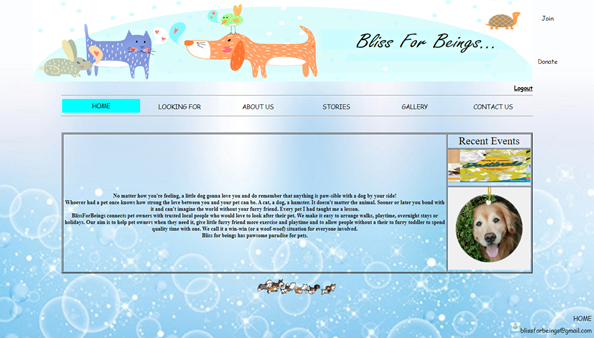 Bliss For Beings...
Join
Donate
Logout
HOME
LOOKING FOR
ABOUT US
STORIES
GALLERY
CONTACT US
Recent Events
No matter how you're feeling, a little dog gonna love you and do remember that anything is paw-sible with a dog by your side!
Whoever had a pet once knows how strong the love between you and your pet can be. A cat, a dog, a hamster. It doesn't matter the animal. Sooner or later you bond with
it and can't imagine the world without your furry friend. Every pet I had taught me a lesson.
BlissForBeings connects pet owners with trusted local people who would love to look after their pet. We make it easy to arrange walks, playtime, overnight stays or
holidays. Our aim is to help pet owners when they need it, give little furry friend more exercise and playtime and to allow people without a their to furry toddler to spend
quality time with one. We call it a win-win (or a woof-woof) situation for everyone involved.
Bliss for beings has pawsome paradise for pets.
HOME
blissforbeings@gmail.com